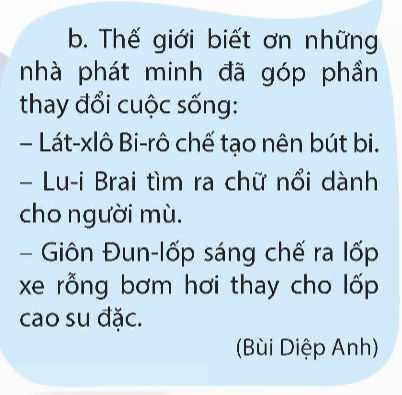 b. Thế giới biết ơn những
nhà phát minh đã góp phần
thay đổi cuộc sống:
– Lát-xlô Bi-rô chế tạo nên bút bi.
– Lu-i Brai tìm ra chữ nổi dành
cho người mù.
– Giôn Đun-lốp sáng chế ra lốp
xe rỗng bơm hơi thay cho lốp
cao su đặc.
(Bùi Diệp Anh)